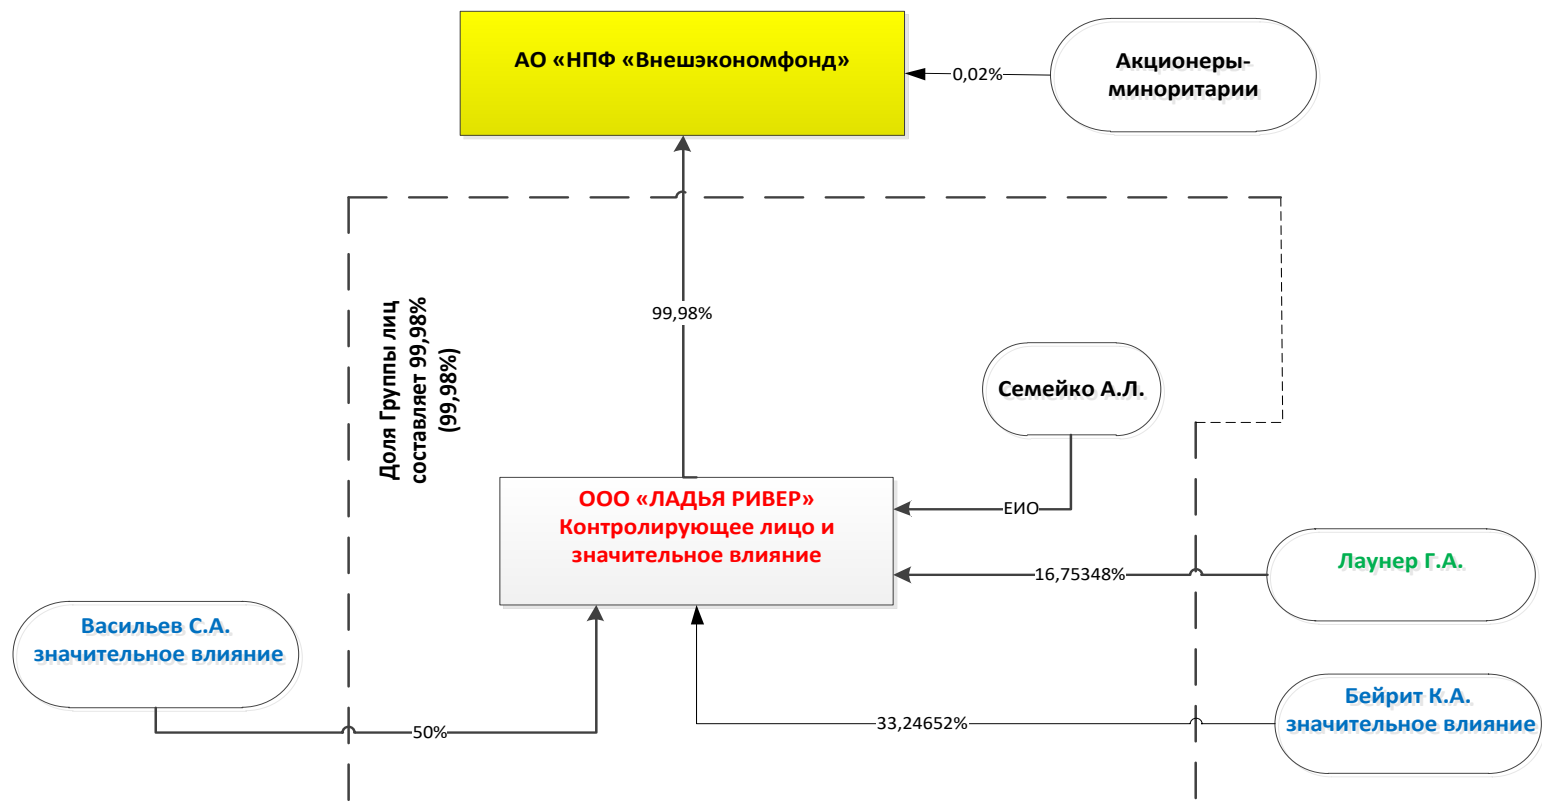 АО «НПФ «Внешэкономфонд»
0,02%
Акционеры-
миноритарии
99,98%
Доля Группы лиц
составляет 99,98%
(99,98%)
Семейко А.Л.
ЕИО
ООО «ЛАДЬЯ РИВЕР»
Контролирующее лицо и
значительное влияние
16,75348%
Лаунер Г.А.
Васильев С.А.
значительное влияние
50%
33,24652%
Бейрит К.А.
значительное влияние